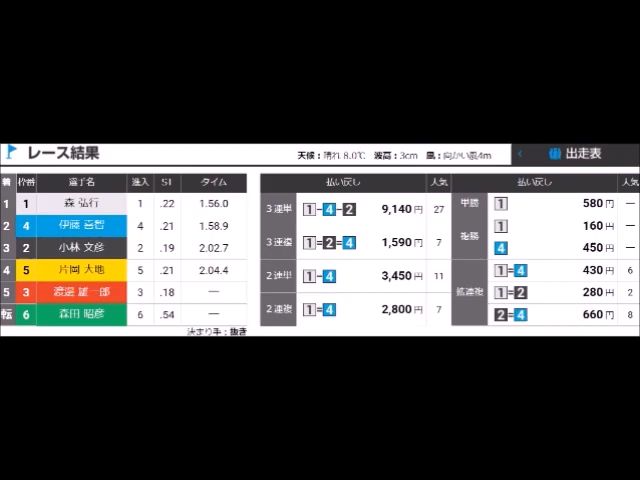 レース結果
天候：晴れ 8.0℃ 波高：3cm 風：向かい風4m
出走表
着 枠番 選手名 進入 ST タイム
1 1 森 弘行 1 .22 1.56.0
2 4 伊藤 喜智 4 .21 1.58.9
3 2 小林 文彦 2 .19 2.02.7
4 5 片岡 大地 5 .21 2.04.4
5 3 渡邊 雄一郎 3 .18 —
転 6 森田 昭彦 6 .54 —
決まり手：抜き
払い戻し 人気
3連単 1-4-2 9,140円 27
3連複 1=2=4 1,590円 7
2連単 1-4 3,450円 11
2連複 1=4 2,800円 7
払い戻し 人気
単勝 1 580円 —
複勝 1 160円 —
4 450円 —
拡連複 1=4 430円 6
1=2 280円 2
2=4 660円 8